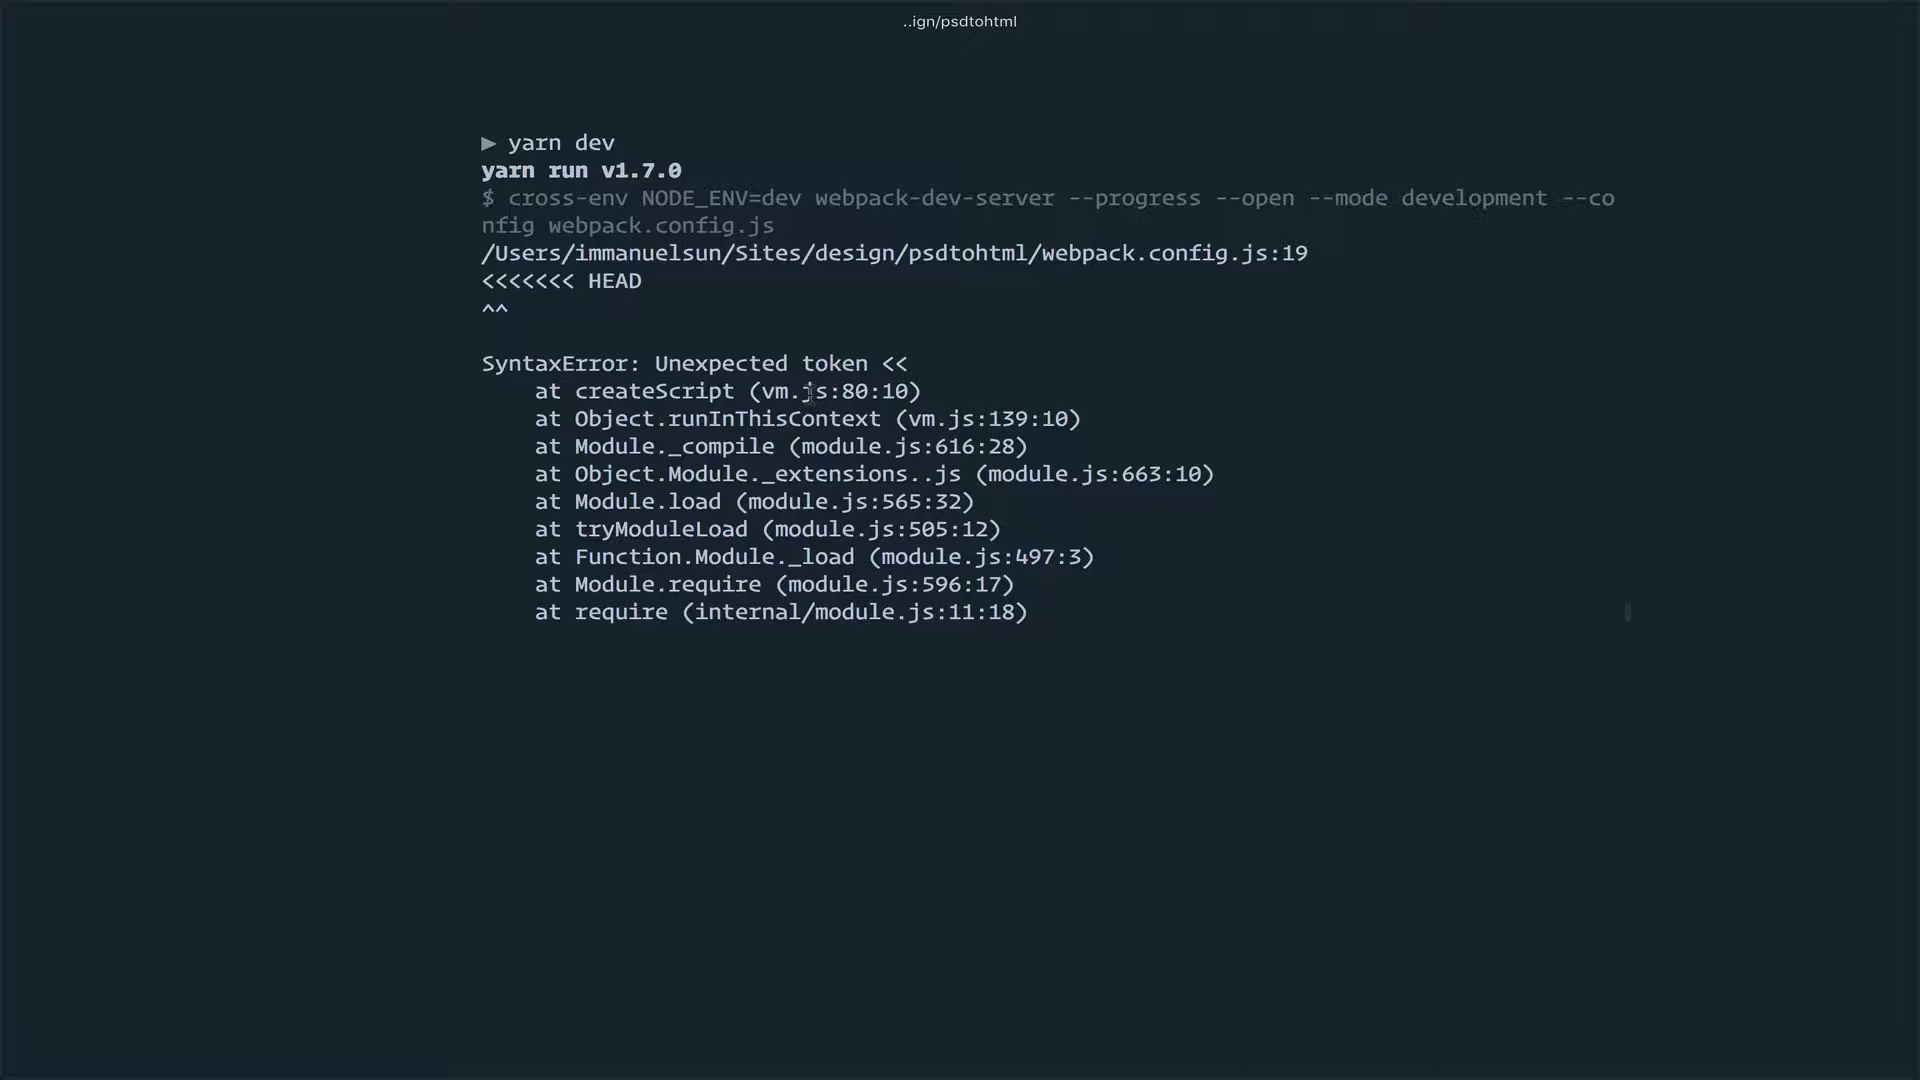 ..ign/psdtohtml
▶ yarn dev
yarn run v1.7.0
$ cross-env NODE_ENV=dev webpack-dev-server --progress --open --mode development --co
nfig webpack.config.js
/Users/immanuelsun/Sites/design/psdtohtml/webpack.config.js:19
<<<<<<< HEAD
^^
SyntaxError: Unexpected token <<
    at createScript (vm.js:80:10)
    at Object.runInThisContext (vm.js:139:10)
    at Module._compile (module.js:616:28)
    at Object.Module._extensions..js (module.js:663:10)
    at Module.load (module.js:565:32)
    at tryModuleLoad (module.js:505:12)
    at Function.Module._load (module.js:497:3)
    at Module.require (module.js:596:17)
    at require (internal/module.js:11:18)